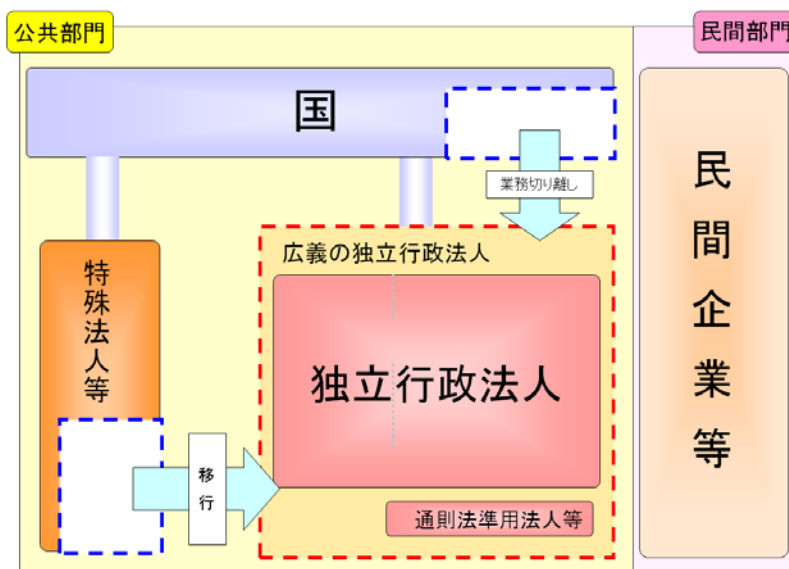 公共部門
民間部門
国
業務切り離し
広義の独立行政法人
特殊法人等
独立行政法人
民間企業等
移行
通則法準用法人等